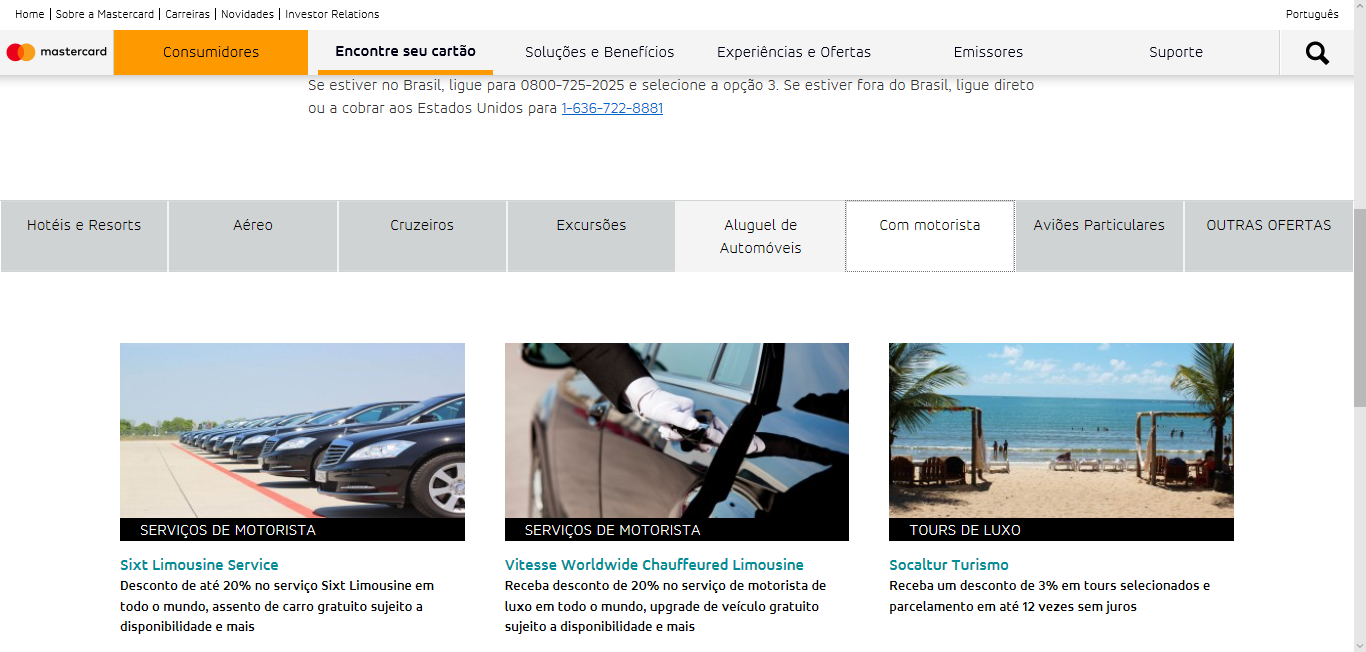 Home | Sobre a Mastercard | Carreiras | Novidades | Investor Relations
Português
mastercard
Consumidores
Encontre seu cartão
Soluções e Benefícios
Experiências e Ofertas
Emissores
Suporte
Se estiver no Brasil, ligue para 0800-725-2025 e selecione a opção 3. Se estiver fora do Brasil, ligue direto
ou a cobrar aos Estados Unidos para 1-636-722-8881
Hotéis e Resorts
Aéreo
Cruzeiros
Excursões
Aluguel de
Automóveis
Com motorista
Aviões Particulares
OUTRAS OFERTAS
SERVIÇOS DE MOTORISTA
Sixt Limousine Service
Desconto de até 20% no serviço Sixt Limousine em
todo o mundo, assento de carro gratuito sujeito a
disponibilidade e mais
SERVIÇOS DE MOTORISTA
Vitesse Worldwide Chauffeured Limousine
Receba desconto de 20% no serviço de motorista de
luxo em todo o mundo, upgrade de veículo gratuito
sujeito a disponibilidade e mais
TOURS DE LUXO
Socaltur Turismo
Receba um desconto de 3% em tours selecionados e
parcelamento em até 12 vezes sem juros